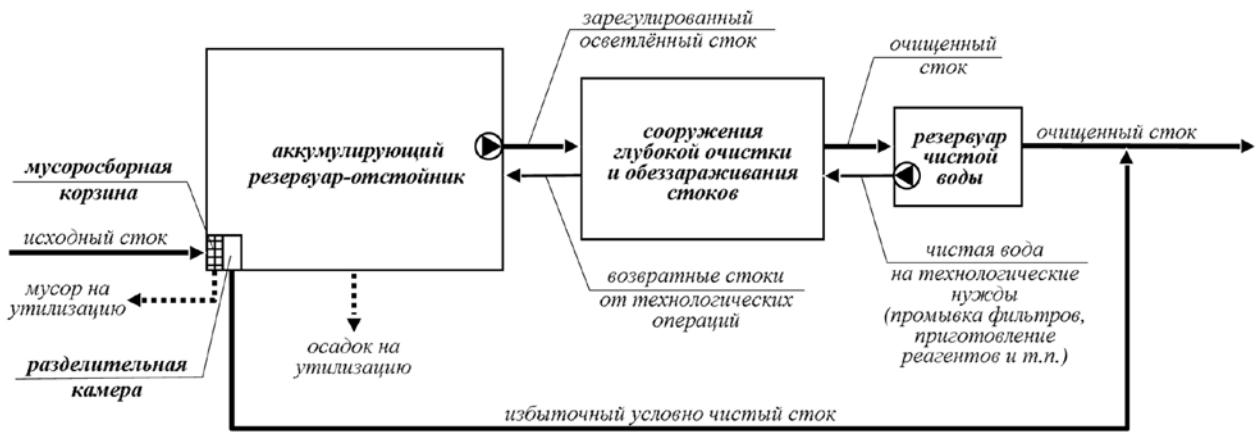 зарегулированный
осветлённый сток
очищенный
сток
аккумулирующий
резервуар-отстойник
сооружения
глубокой очистки
и обеззараживания
стоков
резервуар
чистой
воды
очищенный сток
мусоросборная
корзина
исходный сток
мусор на
утилизацию
разделительная
камера
осадок на
утилизацию
возвратные стоки
от технологических
операций
чистая вода
на технологические
нужды
(промывка фильтров,
приготовление
реагентов и т.п.)
избыточный условно чистый сток